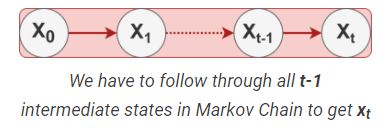 X0 X1 Xt-1 Xt
We have to follow through all t-1
intermediate states in Markov Chain to get xt